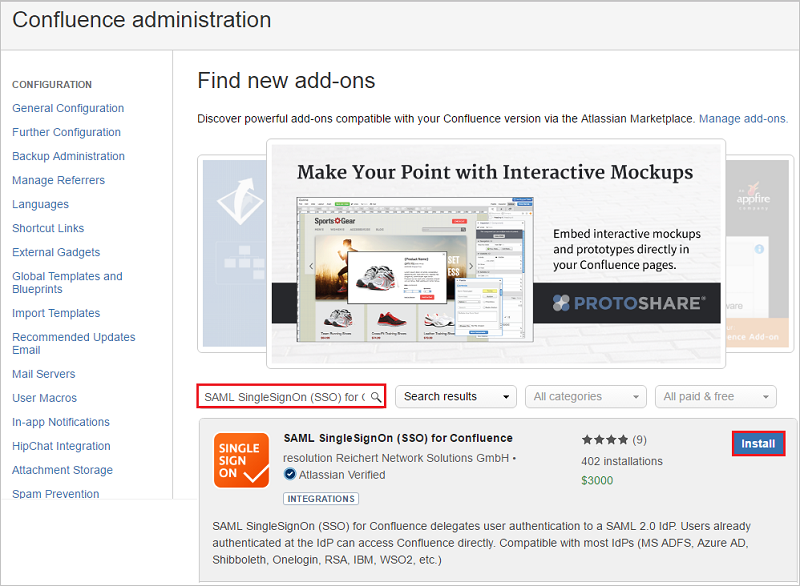 Confluence administration
CONFIGURATION
General Configuration
Further Configuration
Backup Administration
Manage Referrers
Languages
Shortcut Links
External Gadgets
Global Templates and
Blueprints
Import Templates
Recommended Updates
Email
Mail Servers
User Macros
In-app Notifications
HipChat Integration
Attachment Storage
Spam Prevention
Find new add-ons
Discover powerful add-ons compatible with your Confluence version via the Atlassian Marketplace. Manage add-ons.
Make Your Point with Interactive Mockups
Sports Gear
Embed interactive mockups
and prototypes directly in
your Confluence pages.
PROTOSHARE®
appfire
SAML SingleSignOn (SSO) for
Search results
All categories
All paid & free
SINGLE
SIGN
ON
SAML SingleSignOn (SSO) for Confluence
resolution Reichert Network Solutions GmbH •
Atlassian Verified
INTEGRATIONS
(9)
402 installations
$3000
Install
SAML SingleSignOn (SSO) for Confluence delegates user authentication to a SAML 2.0 IdP. Users already
authenticated at the IdP can access Confluence directly. Compatible with most IdPs (MS ADFS, Azure AD,
Shibboleth, Onelogin, RSA, IBM, WSO2, etc.)